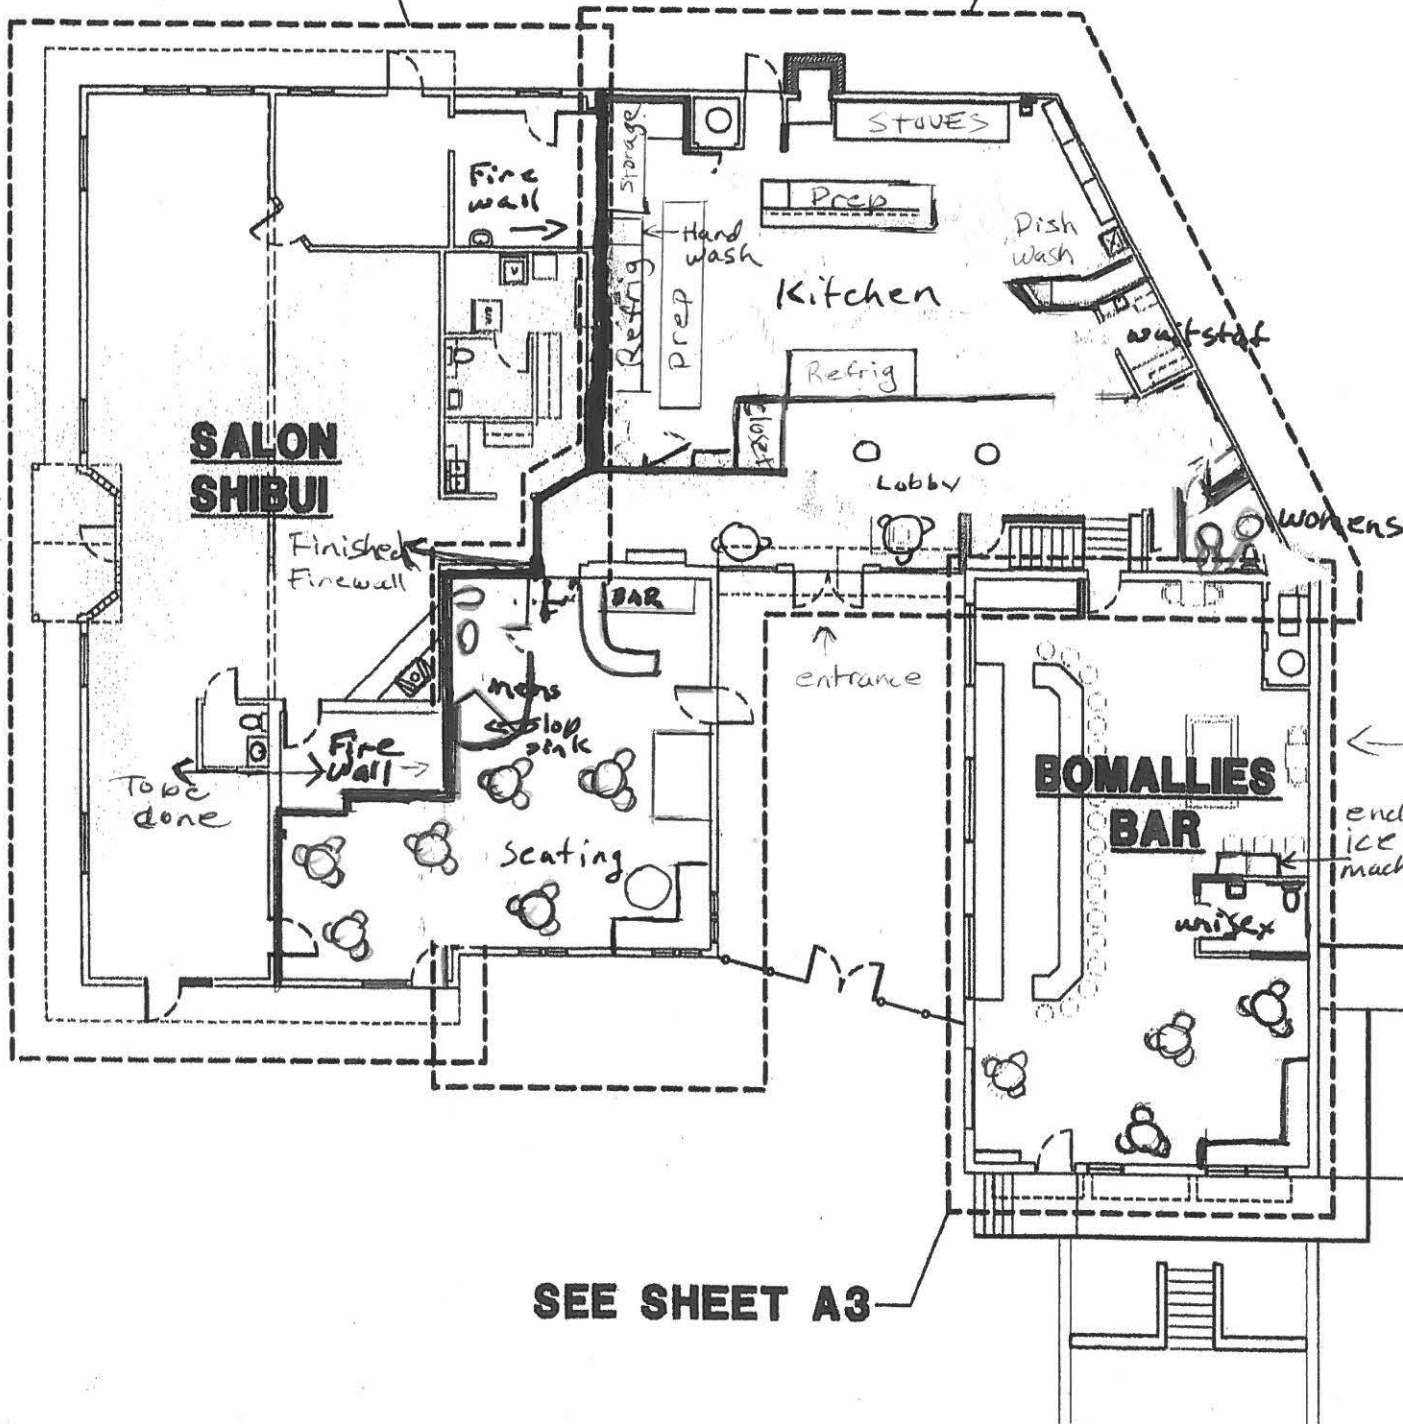 STOVES
Storage
Fire
wall
Prep
Hand
wash
Dish
wash
Refrig
Prep
Kitchen
waitstaf
Refrig
SALON
SHIBUI
closet
Lobby
womens
Finished
Firewall
BAR
entrance
mens
slop
sink
Fire
wall
To be
done
BOMALLIES
BAR
Seating
end
ice
mach
unisex
SEE SHEET A3